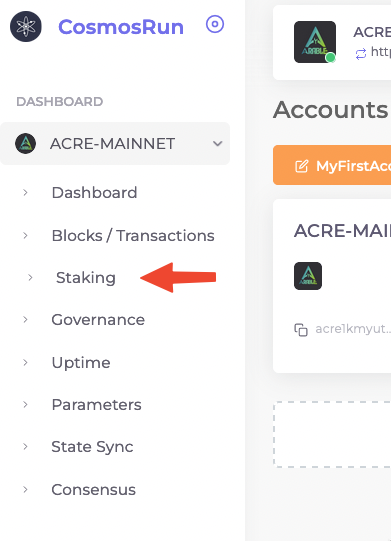 CosmosRun
DASHBOARD
ACRE-MAINNET
Dashboard
Blocks / Transactions
Staking
Governance
Uptime
Parameters
State Sync
Consensus
ACRE
http
Accounts
MyFirstAcc
ACRE-MAIN
ARABLE
acre1kmyut...